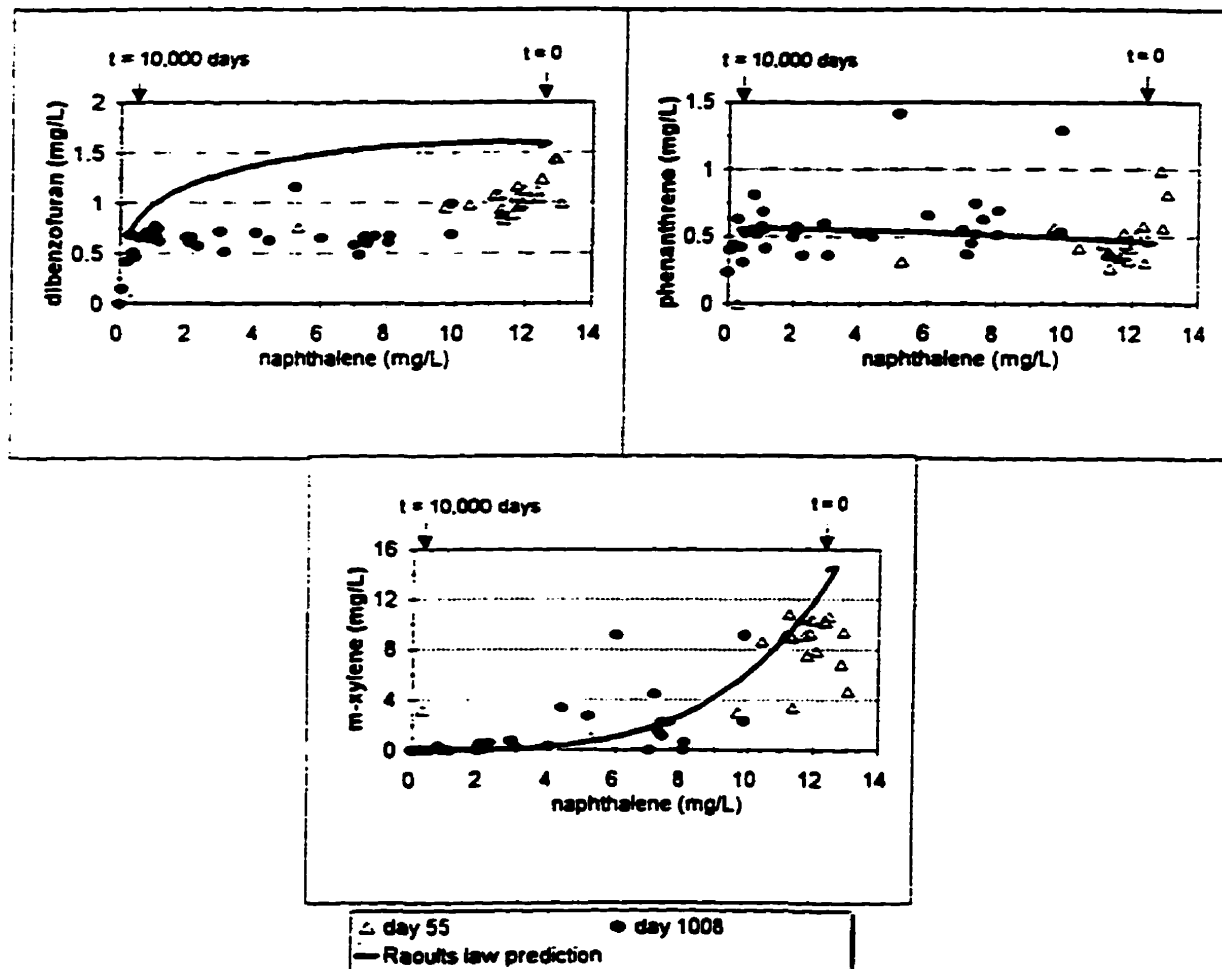 t = 10,000 days
t = 0
dibenzofuran (mg/L)
2
1.5
1
0.5
0
0 2 4 6 8 10 12 14
naphthalene (mg/L)
t = 10,000 days
t = 0
phenanthrene (mg/L)
1.5
1
0.5
0
0 2 4 6 8 10 12 14
naphthalene (mg/L)
t = 10,000 days
t = 0
m-xylene (mg/L)
16
12
8
4
0
0 2 4 6 8 10 12 14
naphthalene (mg/L)
day 55 day 1008
Raoults law prediction